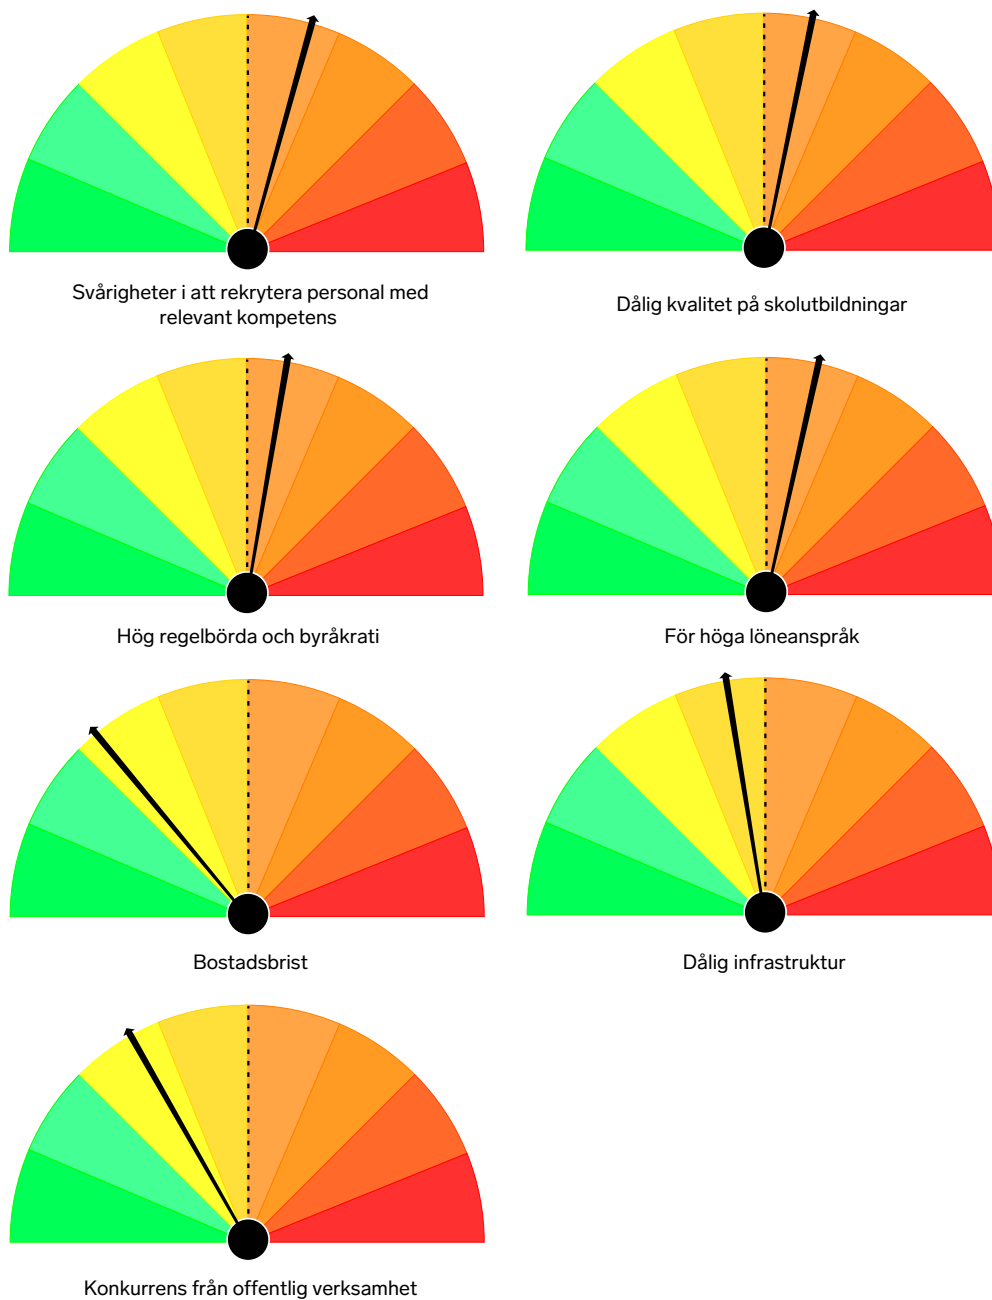 Svårigheter i att rekrytera personal med
relevant kompetens
Dålig kvalitet på skolutbildningar
Hög regelbörda och byråkrati
För höga löneanspråk
Bostadsbrist
Dålig infrastruktur
Konkurrens från offentlig verksamhet